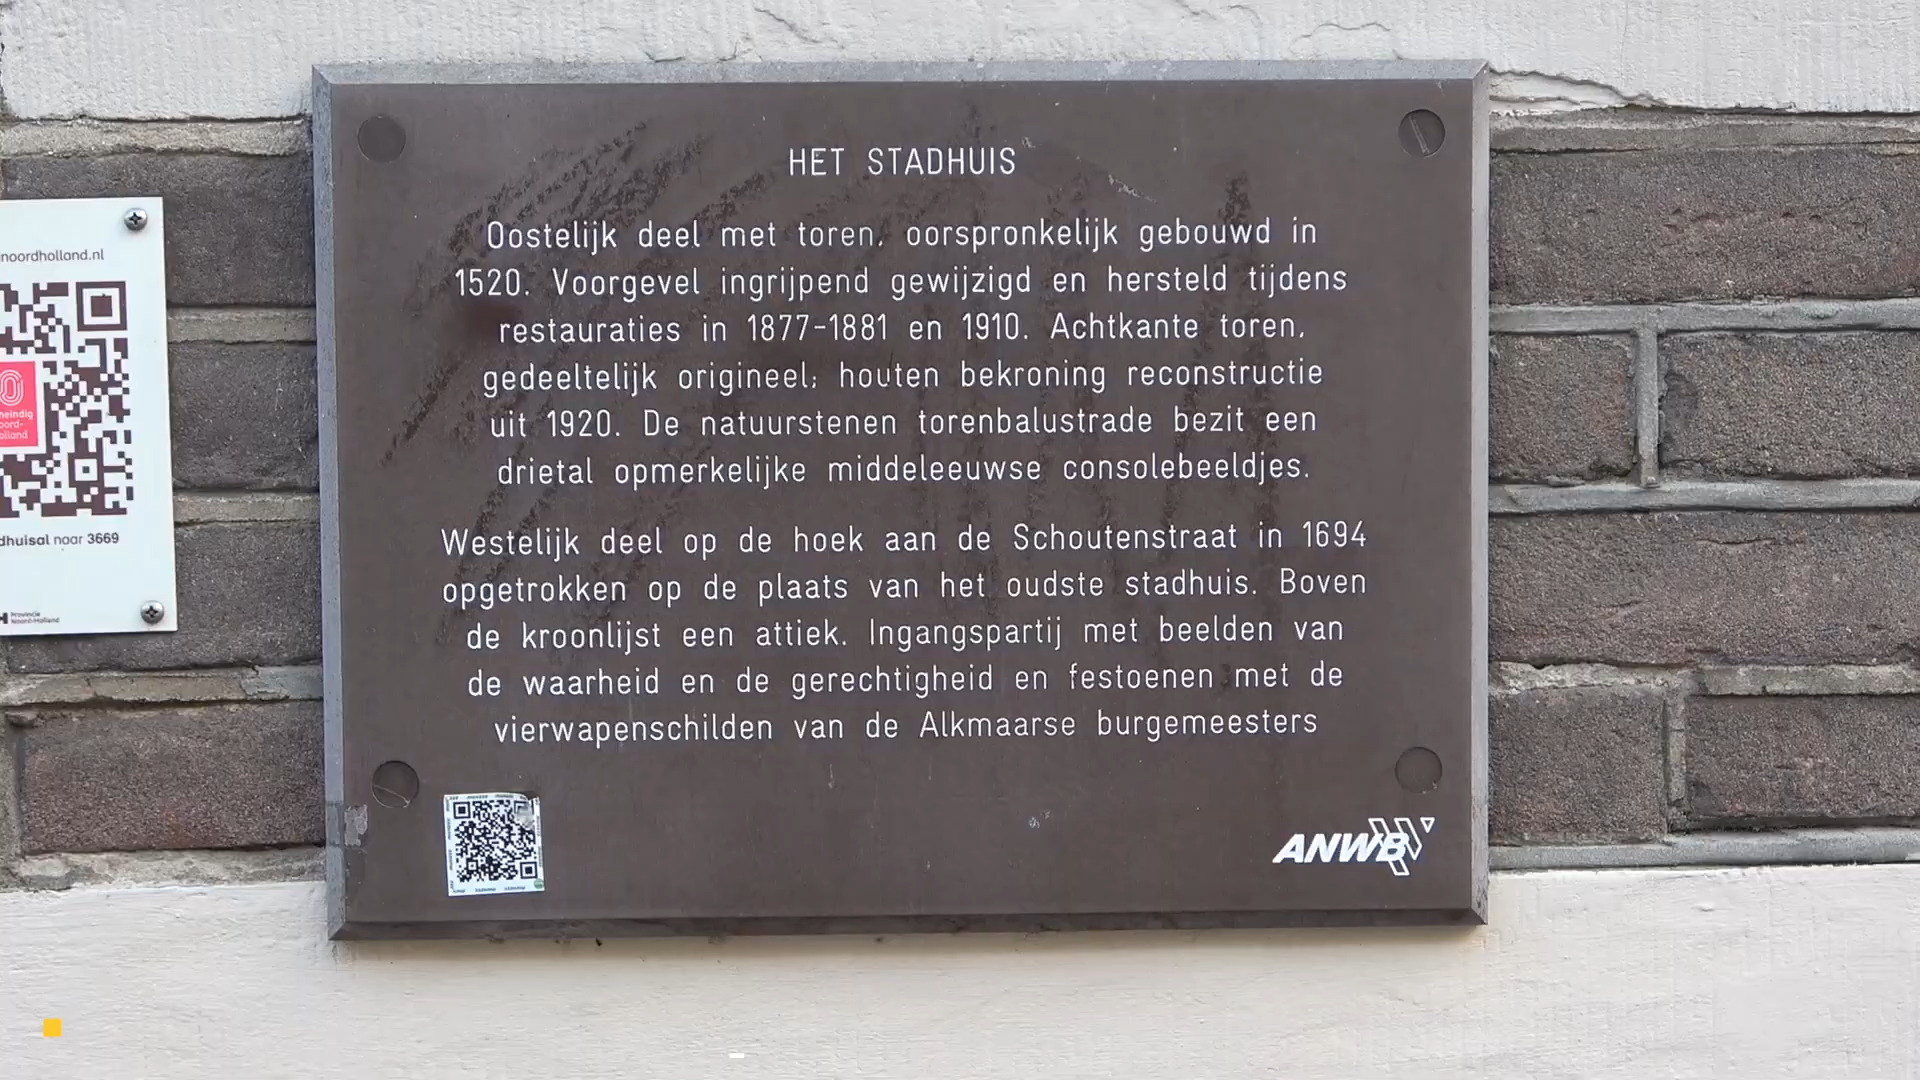 noordholland.nl
dhuisal naar 3669
Provincie
Noord-Holland
HET STADHUIS
Oostelijk deel met toren, oorspronkelijk gebouwd in
1520. Voorgevel ingrijpend gewijzigd en hersteld tijdens
restauraties in 1877-1881 en 1910. Achtkante toren,
gedeeltelijk origineel; houten bekroning reconstructie
uit 1920. De natuurstenen torenbalustrade bezit een
drietal opmerkelijke middeleeuwse consolebeeldjes.
Westelijk deel op de hoek aan de Schoutenstraat in 1694
opgetrokken op de plaats van het oudste stadhuis. Boven
de kroonlijst een attiek. Ingangspartij met beelden van
de waarheid en de gerechtigheid en festoenen met de
vierwapenschilden van de Alkmaarse burgemeesters
ANWB